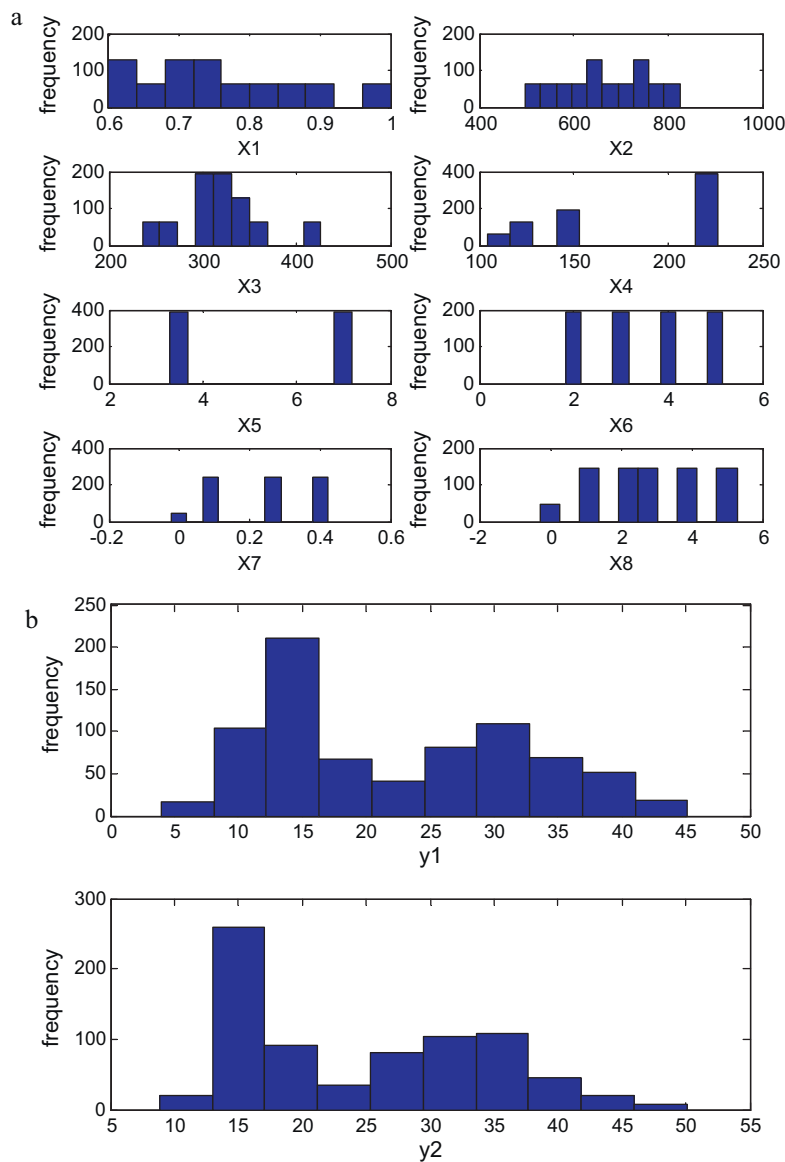 a
200
100
0
frequency
0.6 0.7 0.8 0.9 1
X1
200
100
0
frequency
400 600 800 1000
X2
200
100
0
frequency
200 300 400 500
X3
400
200
0
frequency
100 150 200 250
X4
400
200
0
frequency
2 4 6 8
X5
200
100
0
frequency
0 2 4 6
X6
400
200
0
frequency
-0.2 0 0.2 0.4 0.6
X7
150
100
50
0
frequency
-2 0 2 4 6
X8
b
250
200
150
100
50
0
frequency
0 5 10 15 20 25 30 35 40 45 50
y1
300
200
100
0
frequency
5 10 15 20 25 30 35 40 45 50 55
y2